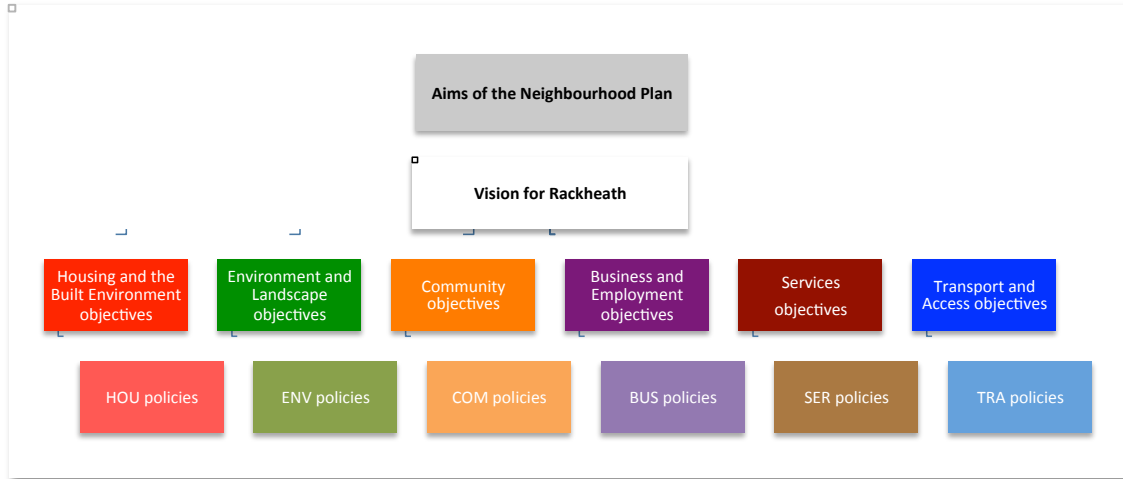 Aims of the Neighbourhood Plan
Vision for Rackheath
Housing and the
Built Environment
objectives
Environment and
Landscape
objectives
Community
objectives
Business and
Employment
objectives
Services
objectives
Transport and
Access objectives
HOU policies
ENV policies
COM policies
BUS policies
SER policies
TRA policies